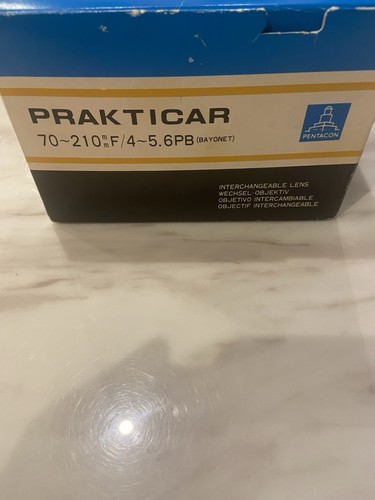 PRAKTICAR
70~210mm F/4~5.6PB (BAYONET)
PENTACON
INTERCHANGEABLE LENS
WECHSEL-OBJEKTIV
OBJETIVO INTERCAMBIABLE
OBJECTIF INTERCHANGEABLE